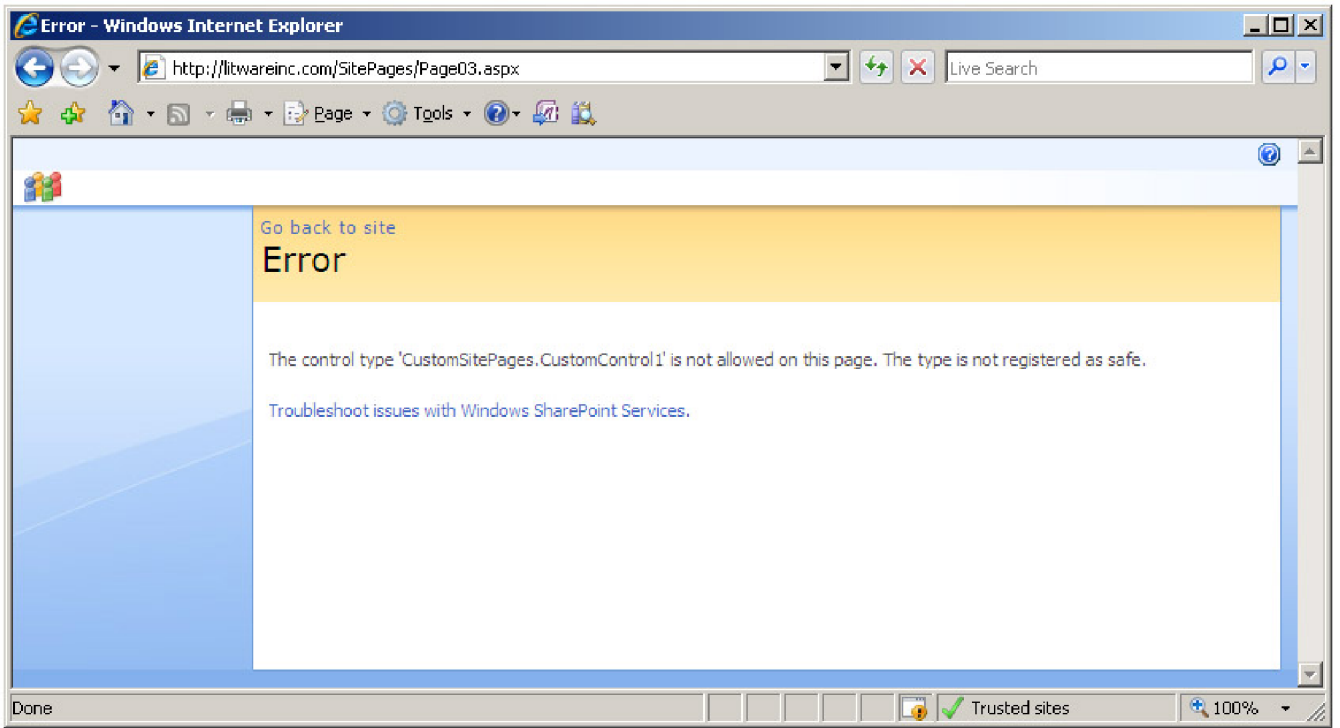 Error - Windows Internet Explorer
http://litwareinc.com/SitePages/Page03.aspx
Live Search
Page
Tools
Go back to site
Error
The control type 'CustomSitePages.CustomControl1' is not allowed on this page. The type is not registered as safe.
Troubleshoot issues with Windows SharePoint Services.
Done
Trusted sites
100%